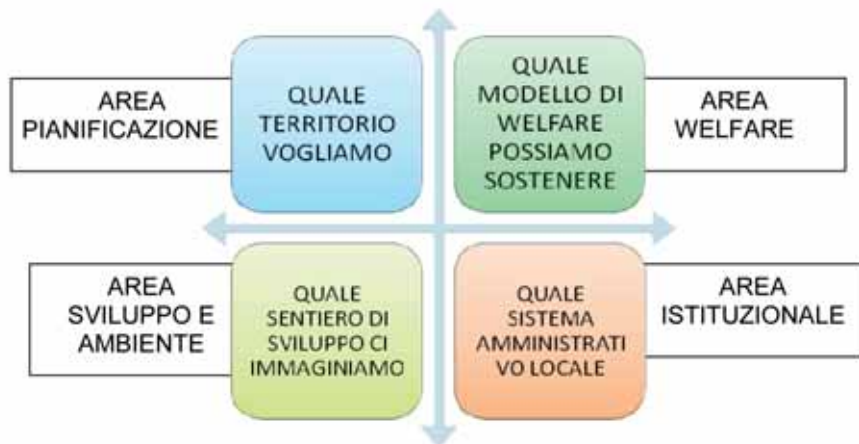 AREA
PIANIFICAZIONE
QUALE
TERRITORIO
VOGLIAMO
QUALE
MODELLO DI
WELFARE
POSSIAMO
SOSTENERE
AREA
WELFARE
AREA
SVILUPPO E
AMBIENTE
QUALE
SENTIERO DI
SVILUPPO CI
IMMAGINIAMO
QUALE
SISTEMA
AMMINISTRATI
VO LOCALE
AREA
ISTITUZIONALE